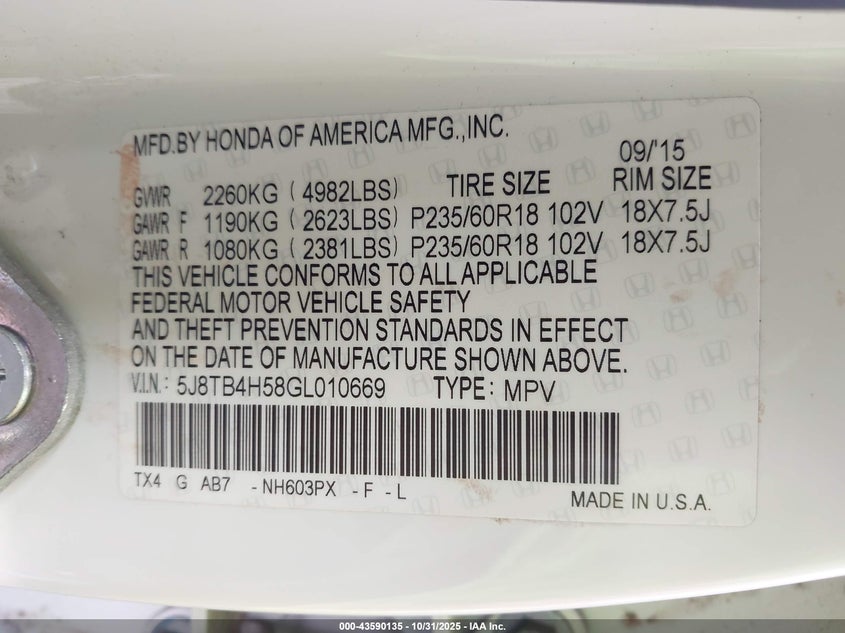 MFD.BY HONDA OF AMERICA MFG.,INC.
09/'15
GVWR 2260KG ( 4982LBS) TIRE SIZE RIM SIZE
GAWR F 1190KG ( 2623LBS) P235/60R18 102V 18X7.5J
GAWR R 1080KG ( 2381LBS) P235/60R18 102V 18X7.5J
THIS VEHICLE CONFORMS TO ALL APPLICABLE
FEDERAL MOTOR VEHICLE SAFETY
AND THEFT PREVENTION STANDARDS IN EFFECT
ON THE DATE OF MANUFACTURE SHOWN ABOVE.
V.I.N.: 5J8TB4H58GL010669 TYPE: MPV
TX4 G AB7 -NH603PX -F -L
MADE IN U.S.A.
000-43590135 - 10/31/2025 - IAA Inc.